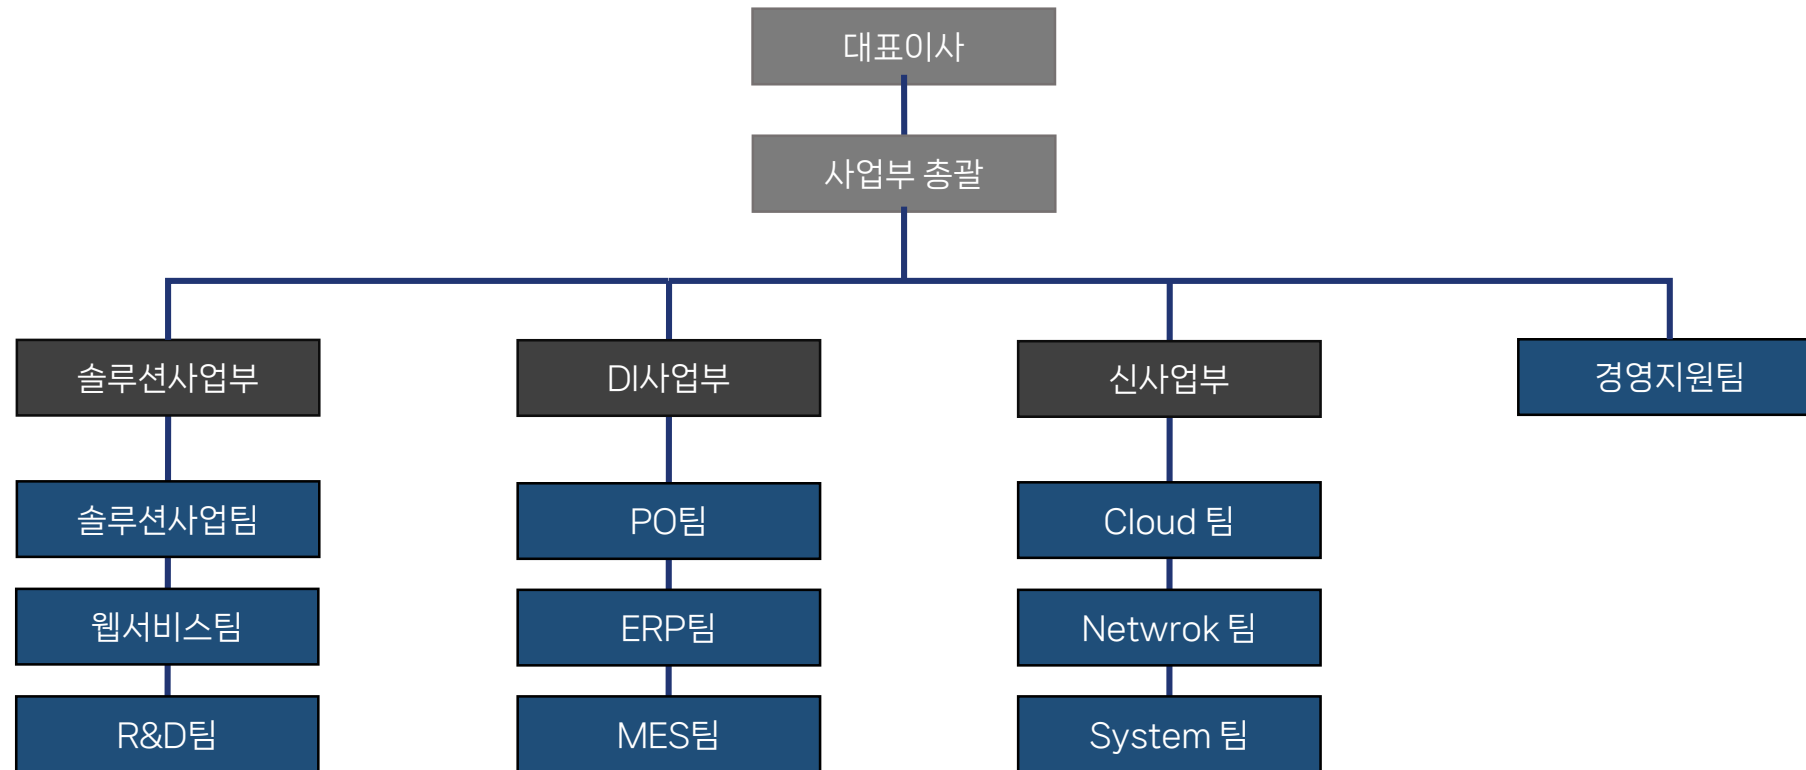 대표이사
사업부 총괄
솔루션사업부
DI사업부
신사업부
경영지원팀
솔루션사업팀
PO팀
Cloud 팀
웹서비스팀
ERP팀
Netwrok 팀
R&D팀
MES팀
System 팀